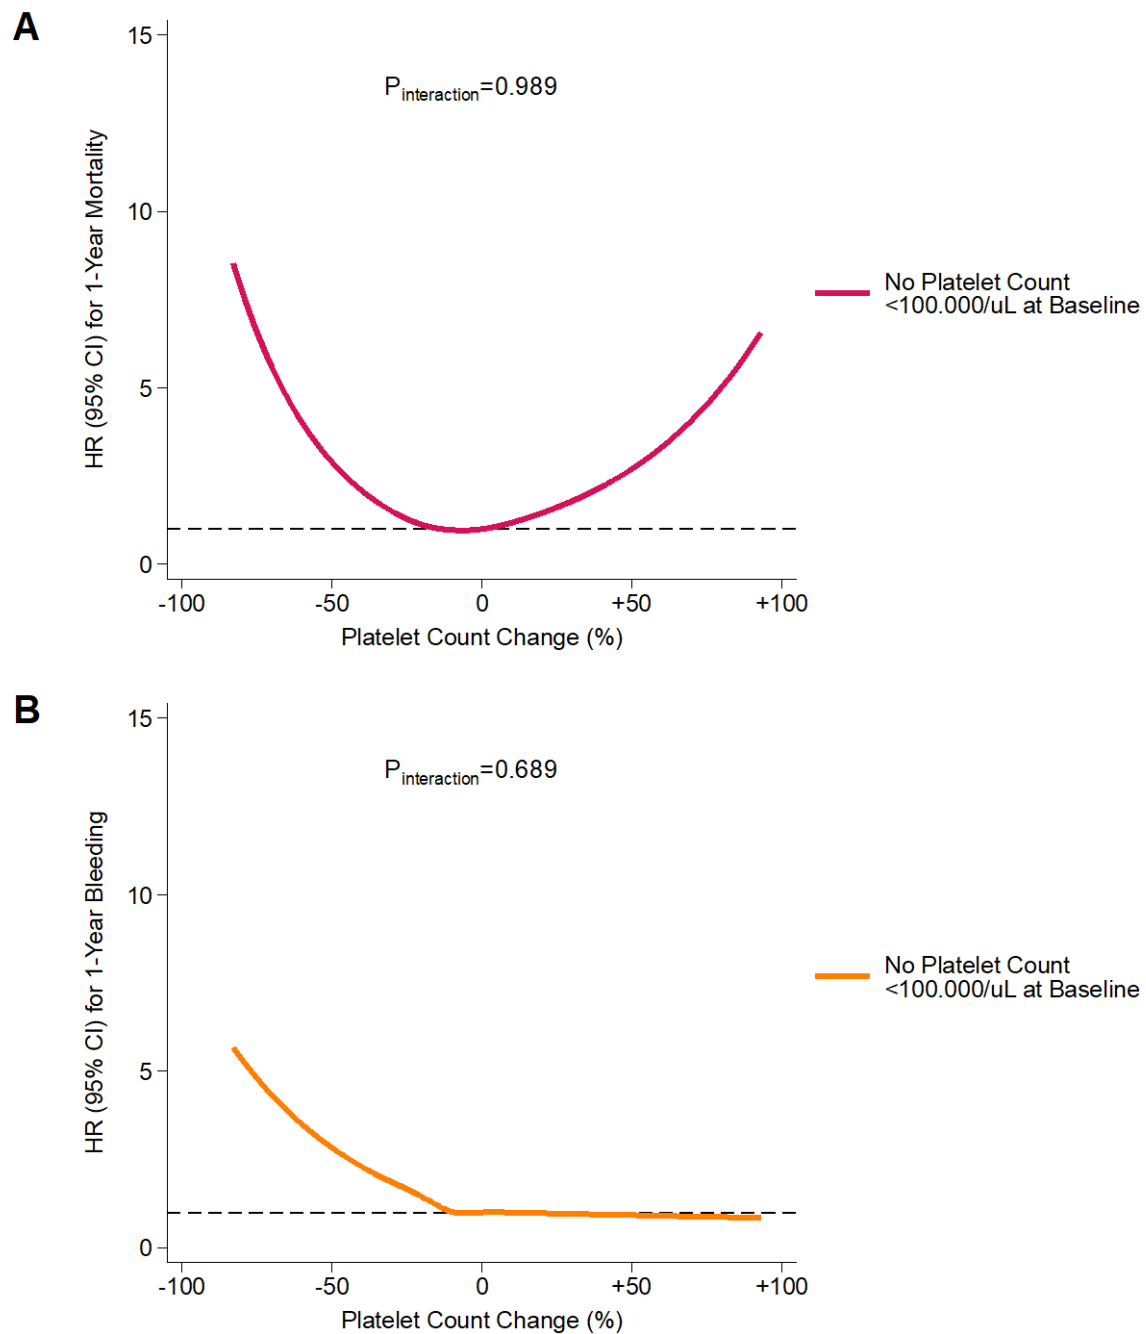 A
15
10
5
0
HR (95% CI) for 1-Year Mortality
P_interaction=0.989
-100
-50
0
+50
+100
Platelet Count Change (%)
No Platelet Count
<100.000/uL at Baseline
B
15
10
5
0
HR (95% CI) for 1-Year Bleeding
P_interaction=0.689
-100
-50
0
+50
+100
Platelet Count Change (%)
No Platelet Count
<100.000/uL at Baseline